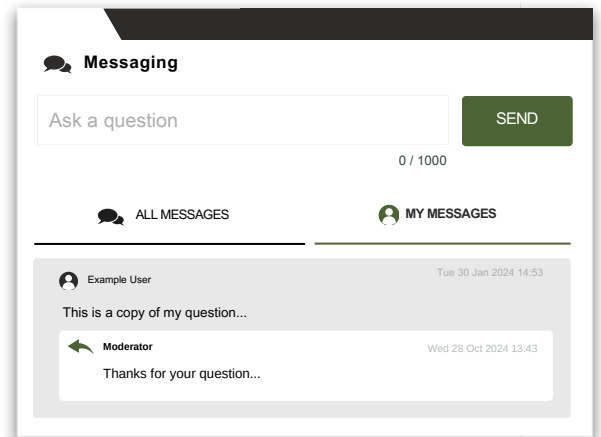 Messaging
Ask a question
SEND
0 / 1000
ALL MESSAGES
MY MESSAGES
Example User
Tue 30 Jan 2024 14:53
This is a copy of my question...
Moderator
Wed 28 Oct 2024 13:43
Thanks for your question...